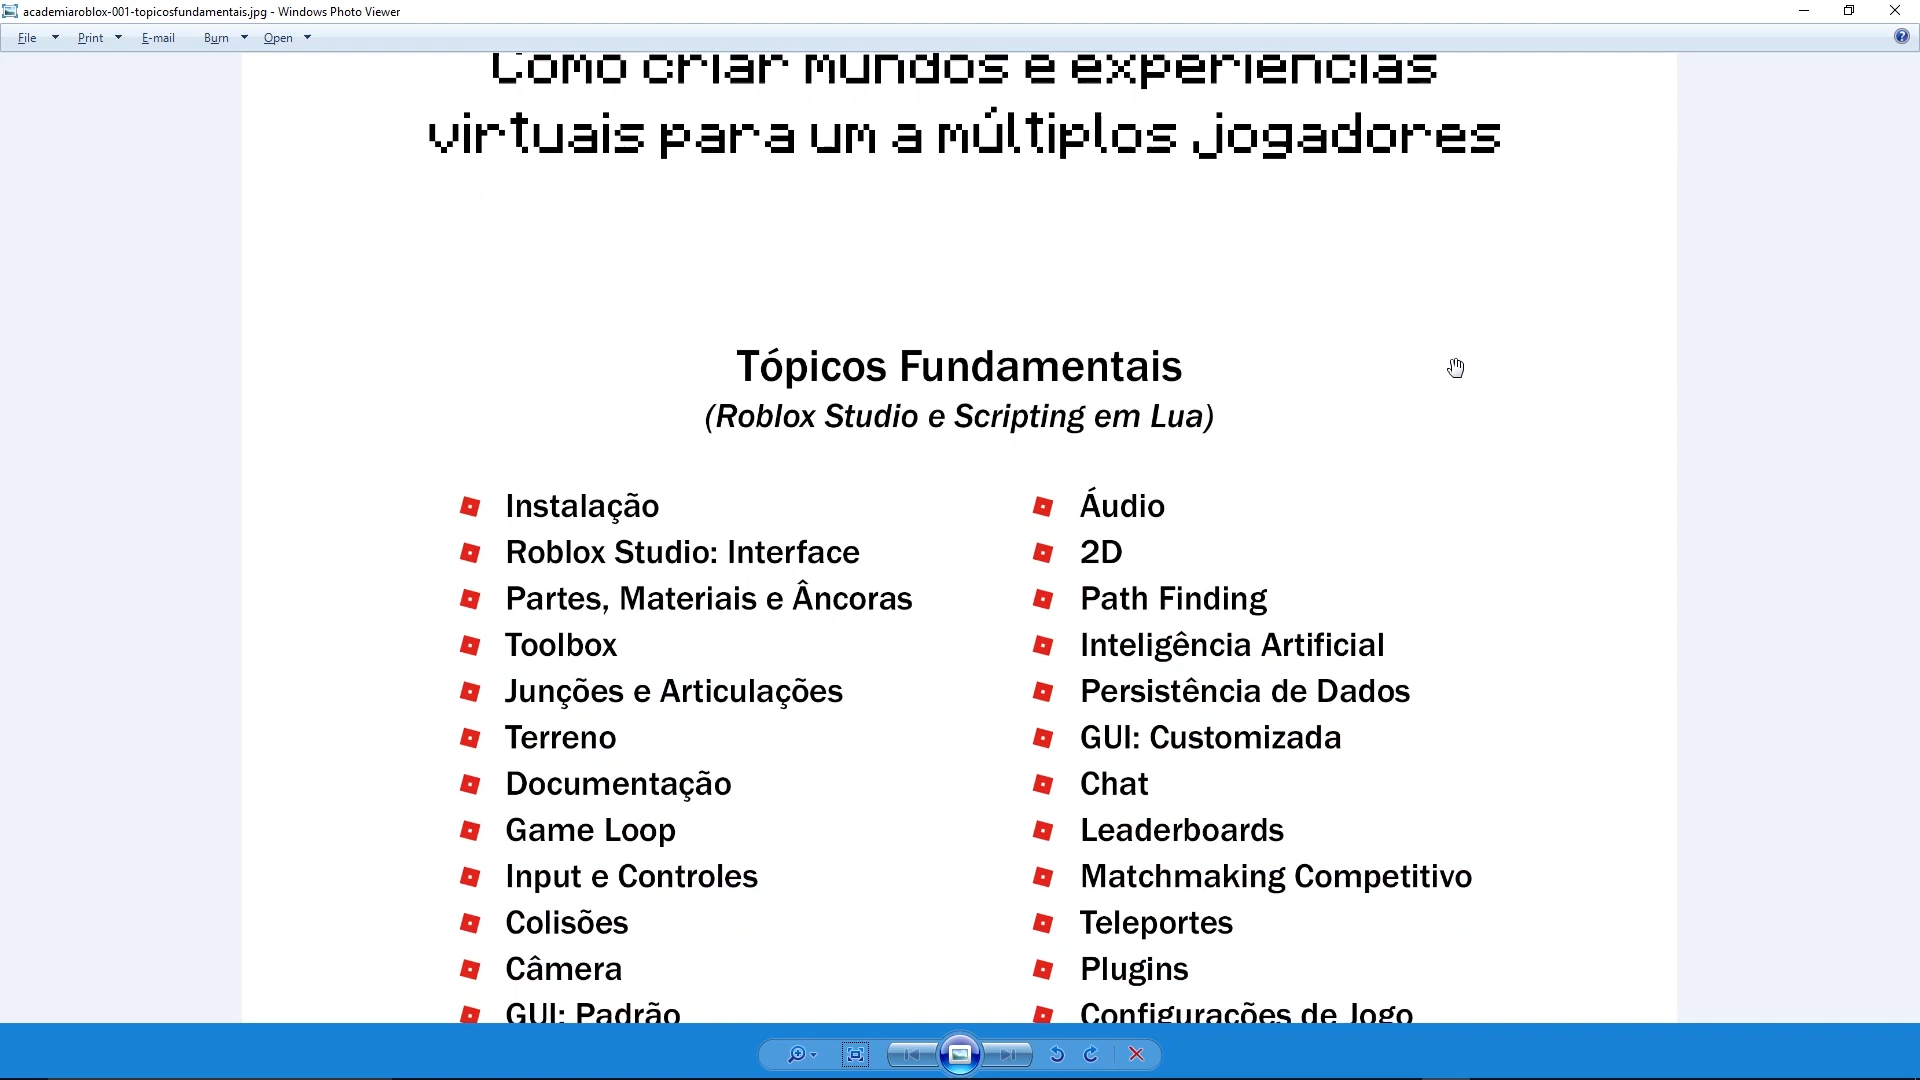 academiaroblox-001-topicosfundamentais.jpg - Windows Photo Viewer
File Print E-mail Burn Open
Como criar mundos e experiências
virtuais para um a múltiplos jogadores
Tópicos Fundamentais
(Roblox Studio e Scripting em Lua)
Instalação
Roblox Studio: Interface
Partes, Materiais e Âncoras
Toolbox
Junções e Articulações
Terreno
Documentação
Game Loop
Input e Controles
Colisões
Câmera
GUI: Padrão
Áudio
2D
Path Finding
Inteligência Artificial
Persistência de Dados
GUI: Customizada
Chat
Leaderboards
Matchmaking Competitivo
Teleportes
Plugins
Configurações de Jogo